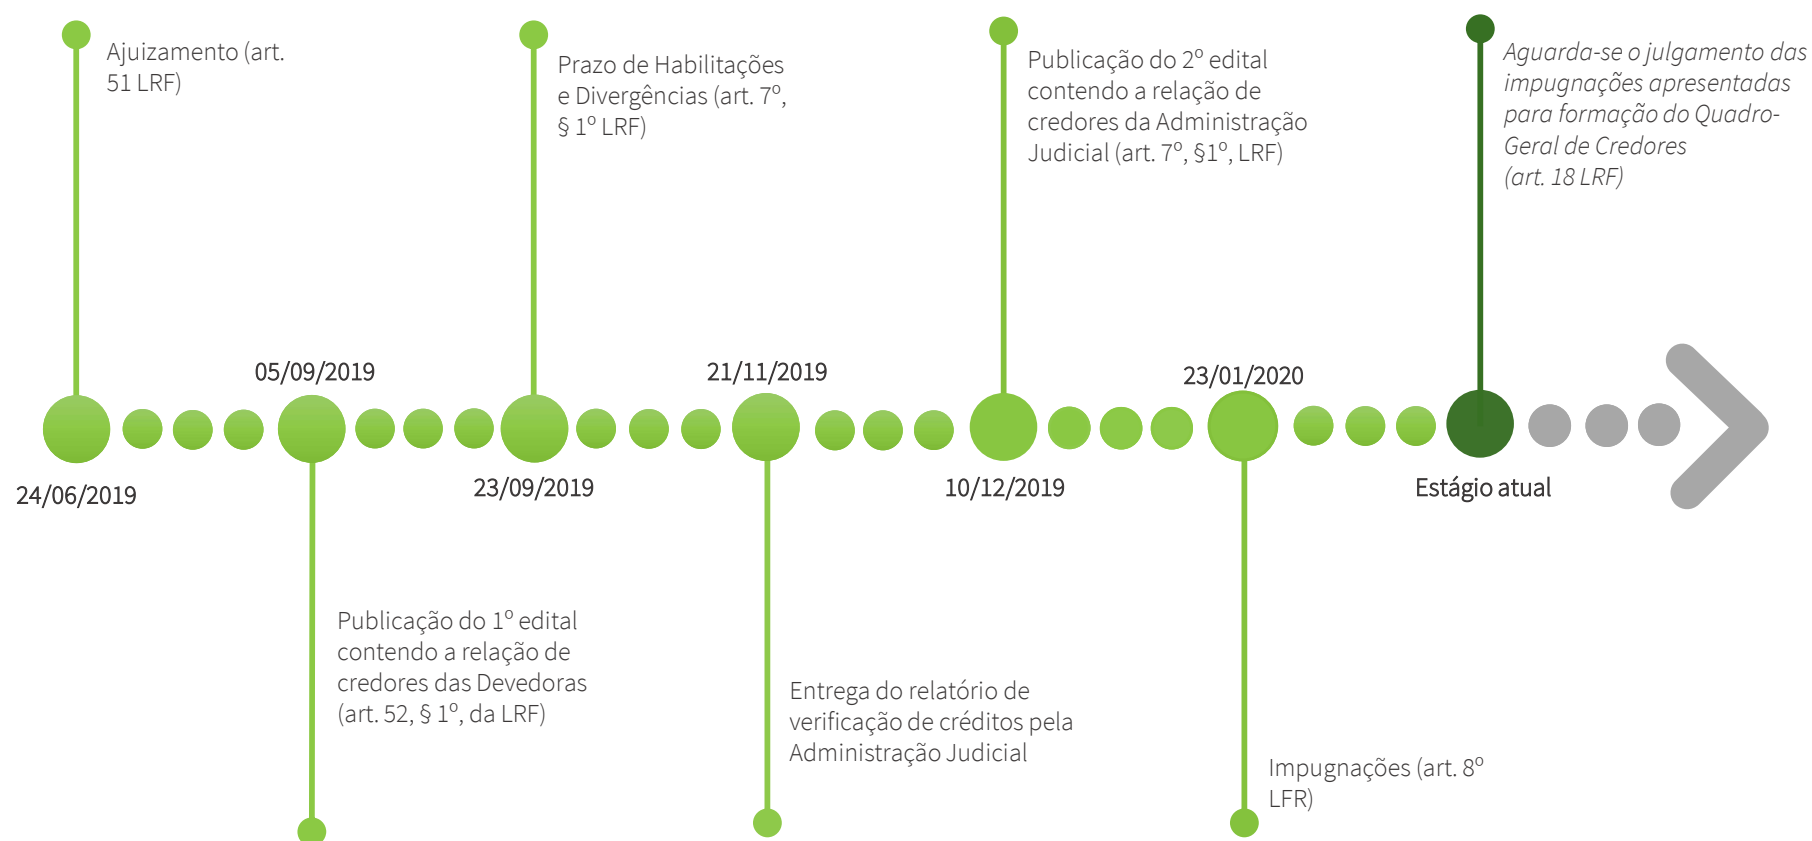 Ajuizamento (art.
51 LRF)
Prazo de Habilitações
e Divergências (art. 7º,
§ 1º LRF)
Publicação do 2º edital
contendo a relação de
credores da Administração
Judicial (art. 7º, §1º, LRF)
Aguarda-se o julgamento das
impugnações apresentadas
para formação do Quadro-
Geral de Credores
(art. 18 LRF)
05/09/2019
21/11/2019
23/01/2020
24/06/2019
23/09/2019
10/12/2019
Estágio atual
Publicação do 1º edital
contendo a relação de
credores das Devedoras
(art. 52, § 1º, da LRF)
Entrega do relatório de
verificação de créditos pela
Administração Judicial
Impugnações (art. 8º
LFR)